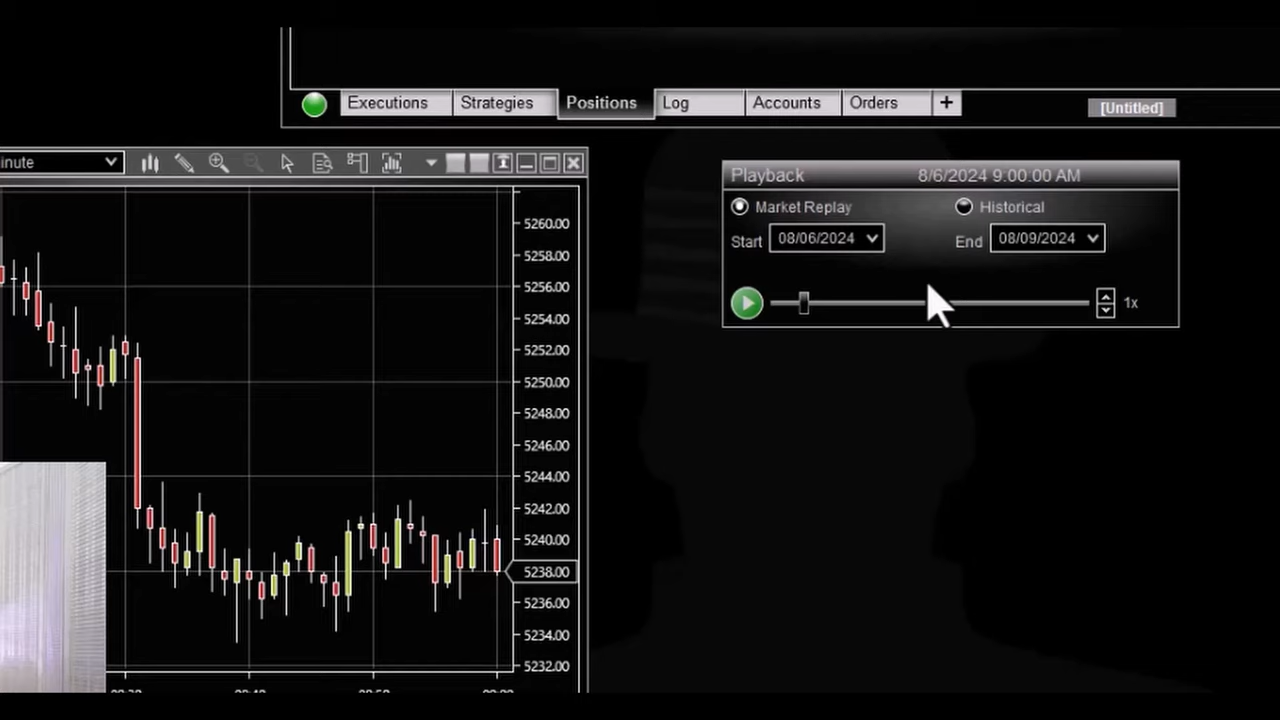 Executions Strategies Positions Log Accounts Orders + [Untitled]
inute
Playback 8/6/2024 9:00:00 AM
Market Replay Historical
Start 08/06/2024 End 08/09/2024
1x
5260.00
5258.00
5256.00
5254.00
5252.00
5250.00
5248.00
5246.00
5244.00
5242.00
5240.00
5238.00
5236.00
5234.00
5232.00